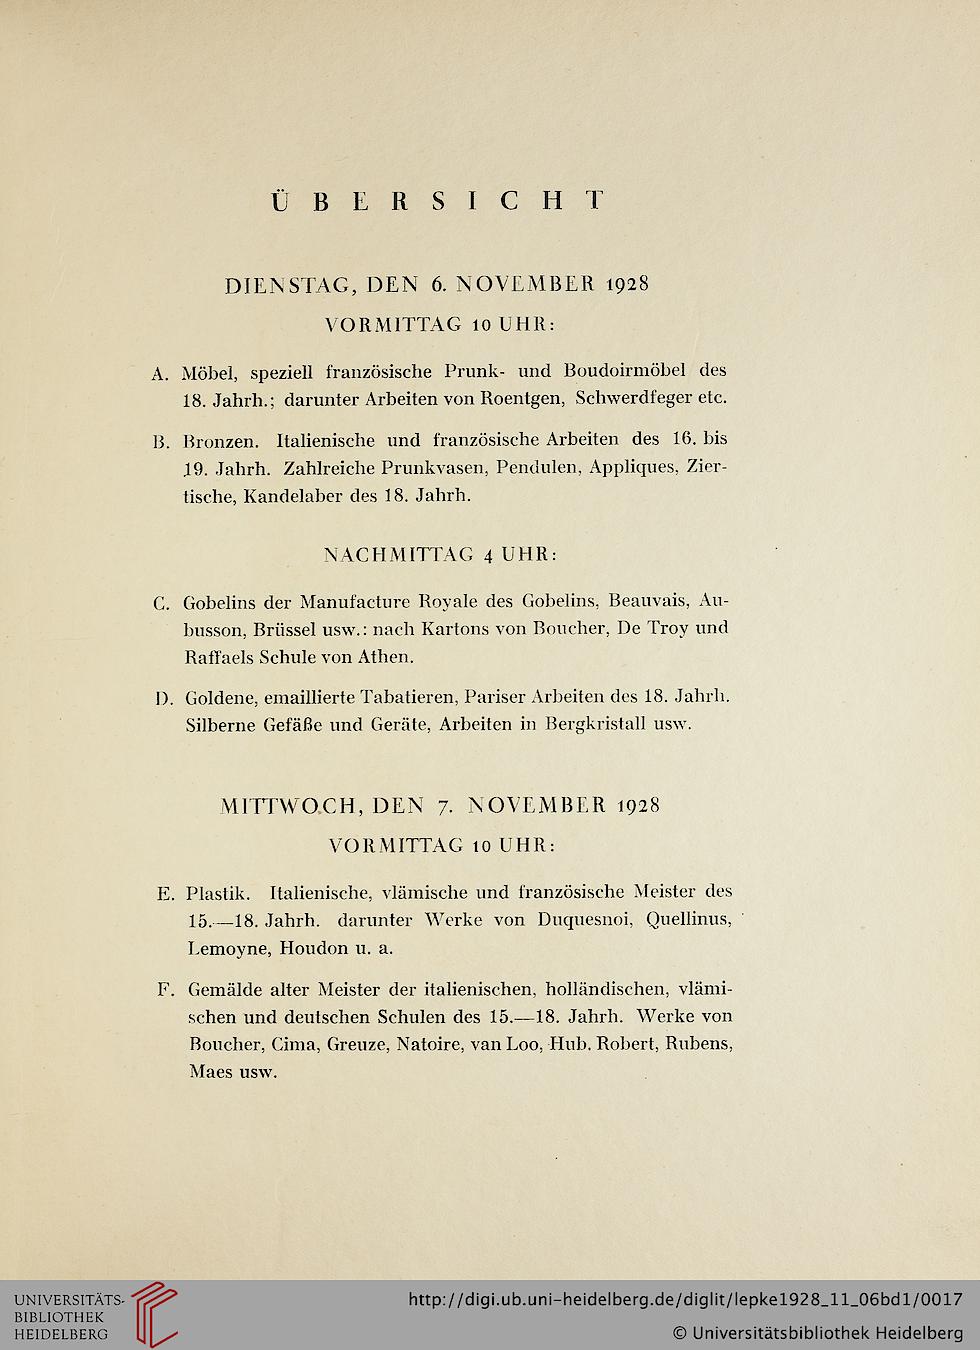 ÜBERSICHT
DIENSTAG, DEN 6. NOVEMBER 1928
VORMITTAG 10 UHR:
A. Möbel, speziell französische Prunk- und Boudoirmöbel des
18. Jahrh.; darunter Arbeiten von Roentgen, Schwerdfeger etc.
B. Bronzen. Italienische und französische Arbeiten des 16. bis
19. Jahrh. Zahlreiche Prunkvasen, Pendulen, Appliques, Zier-
tische, Kandelaber des 18. Jahrh.
NACHMITTAG 4 UHR:
C. Gobelins der Manufacture Royale des Gobelins, Beauvais, Au-
busson, Brüssel usw.: nach Kartons von Boucher, De Troy und
Raffaels Schule von Athen.
D. Goldene, emaillierte Tabatieren, Pariser Arbeiten des 18. Jahrh.
Silberne Gefäße und Geräte, Arbeiten in Bergkristall usw.
MITTWOCH, DEN 7. NOVEMBER 1928
VORMITTAG 10 UHR:
E. Plastik. Italienische, vlämische und französische Meister des
15.—18. Jahrh. darunter Werke von Duquesnoi, Quellinus,
Lemoyne, Houdon u. a.
F. Gemälde alter Meister der italienischen, holländischen, vlämi-
schen und deutschen Schulen des 15.—18. Jahrh. Werke von
Boucher, Cima, Greuze, Natoire, van Loo, Hub. Robert, Rubens,
Maes usw.
UNIVERSITÄTS-
BIBLIOTHEK
HEIDELBERG
http://digi.ub.uni-heidelberg.de/diglit/lepke1928_11_06bd1/0017
© Universitätsbibliothek Heidelberg